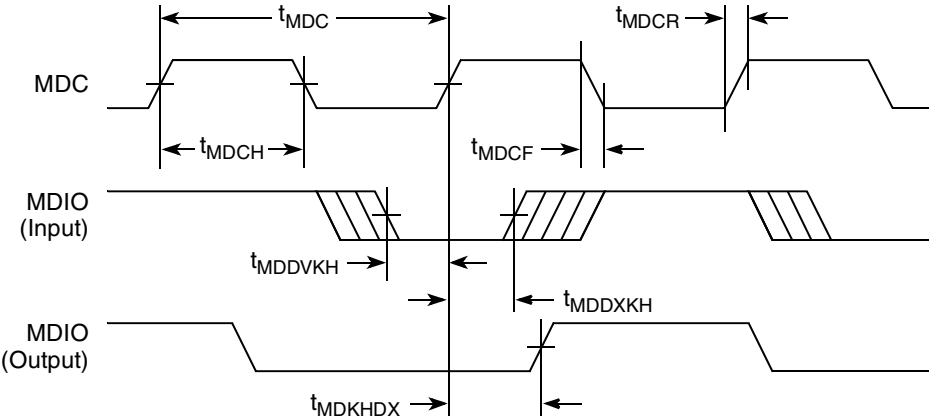 tMDC
tMDCR
MDC
tMDCH
tMDCF
MDIO
(Input)
tMDDVKH
tMDDXKH
MDIO
(Output)
tMDKHDX